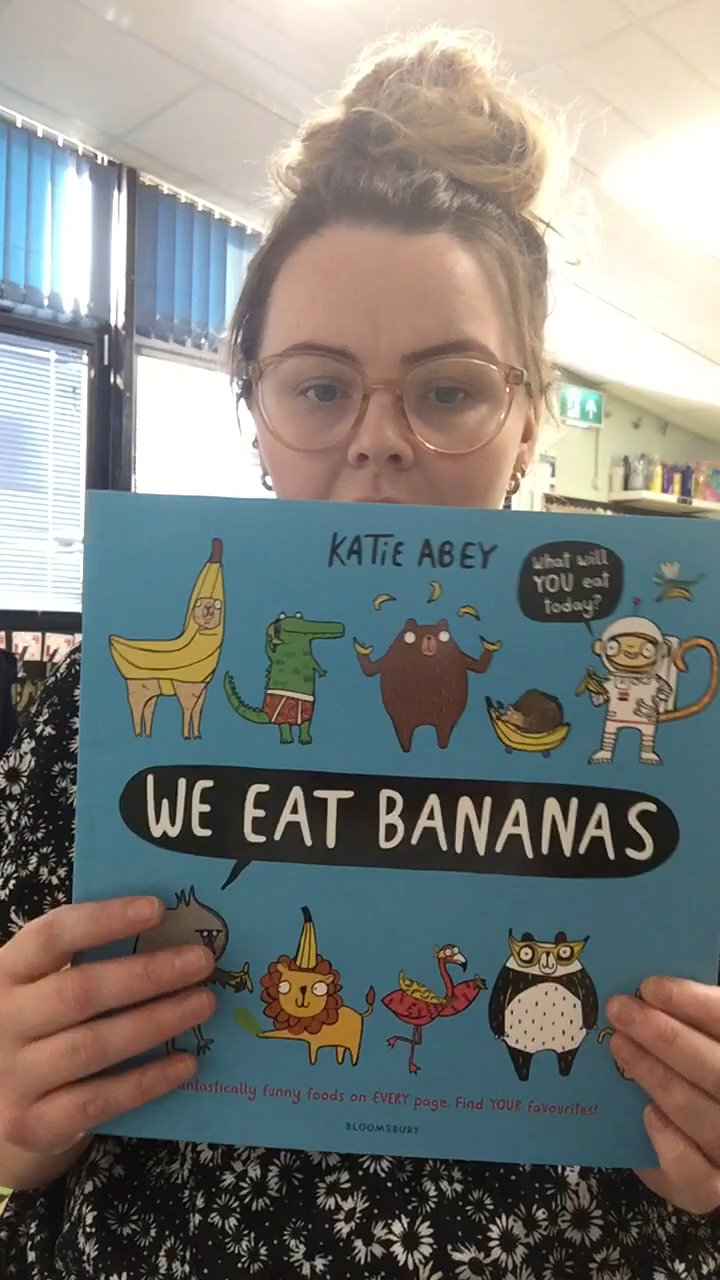 KATiE ABEY
What will
YOU eat
today?
WE EAT BANANAS
funny foods on EVERY page. Find YOUR favourites!
BLOOMSBURY